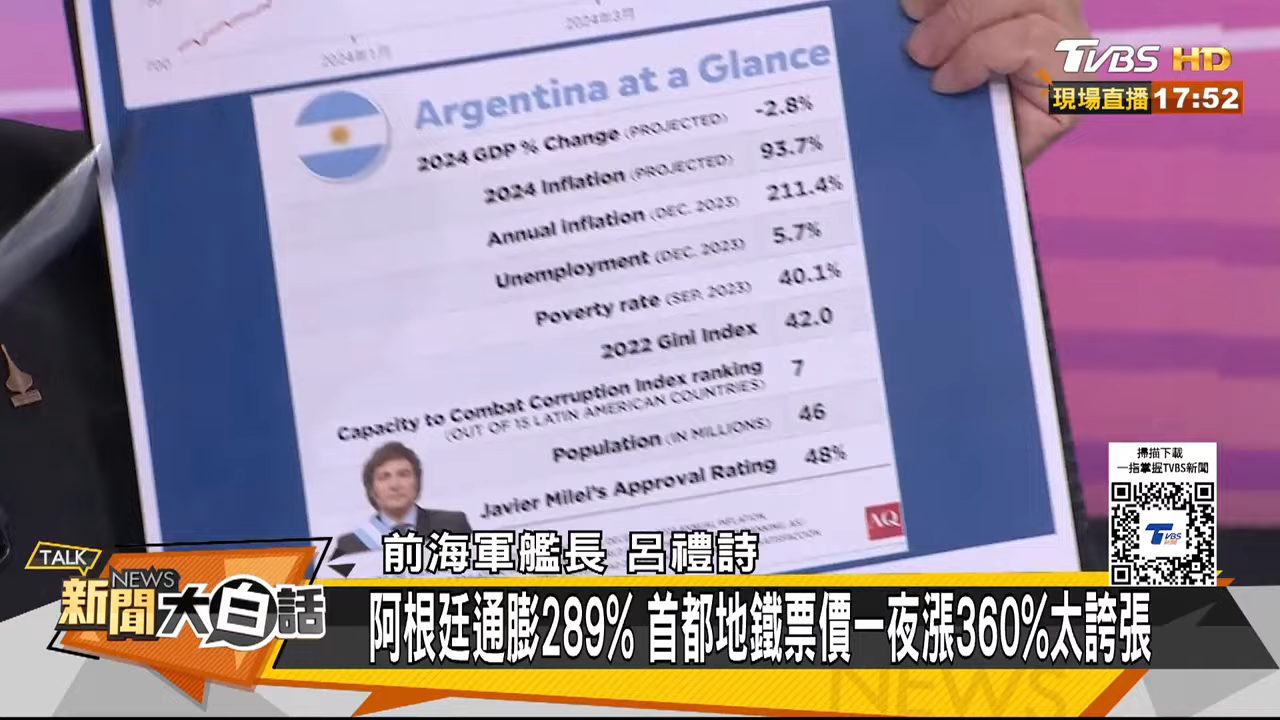 700
2024年1月
2024年3月
TVBS HD
現場直播 17:52
Argentina at a Glance
2024 GDP % Change (PROJECTED) -2.8%
2024 Inflation (PROJECTED) 93.7%
Annual inflation (DEC. 2023) 211.4%
Unemployment (DEC. 2023) 5.7%
Poverty rate (SEP. 2023) 40.1%
2022 Gini Index 42.0
Capacity to Combat Corruption Index ranking 7
(OUT OF 15 LATIN AMERICAN COUNTRIES)
Population (IN MILLIONS) 46
Javier Milei's Approval Rating 48%
AQ
掃描下載
一指掌握TVBS新聞
TVBS
新聞
前海軍艦長 呂禮詩
TALK
NEWS
新聞大白話
阿根廷通膨289% 首都地鐵票價一夜漲360%太誇張
NEWS